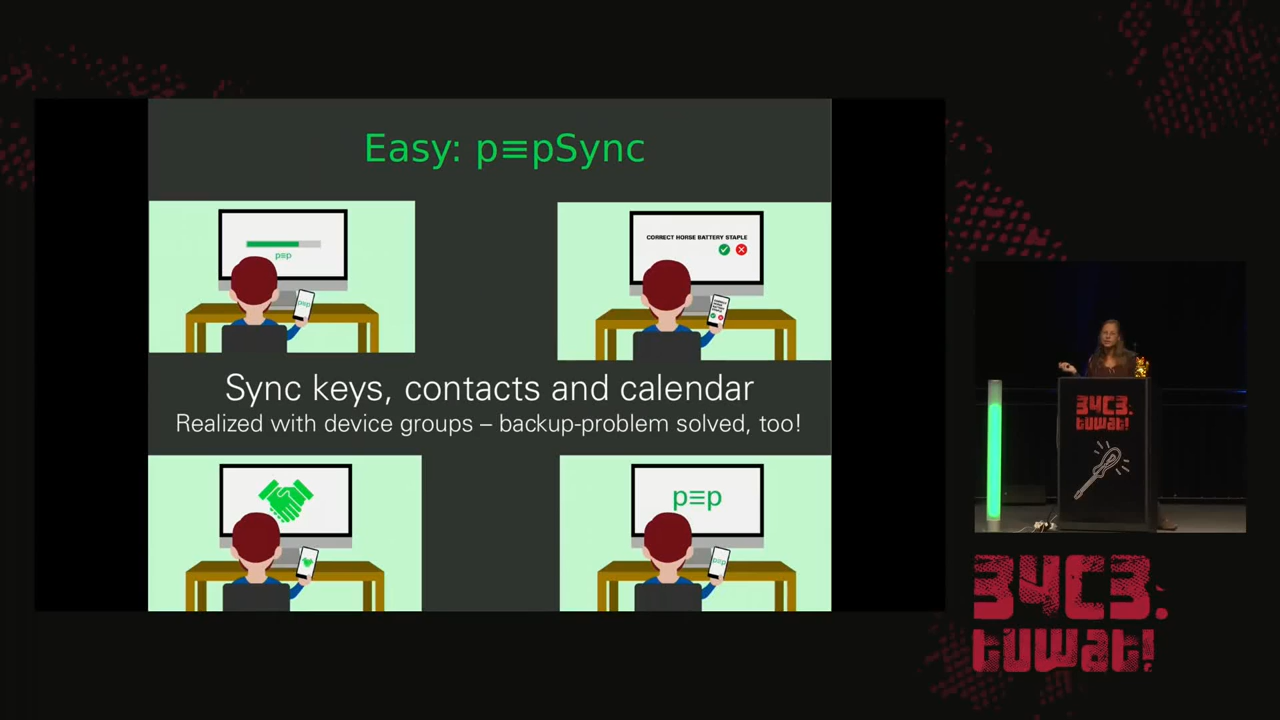 Easy: p≡pSync
p≡p
CORRECT HORSE BATTERY STAPLE
p≡p
Sync keys, contacts and calendar
Realized with device groups – backup-problem solved, too!
p≡p
p≡p
34C3.
tuwat!
34C3.
tuwat!